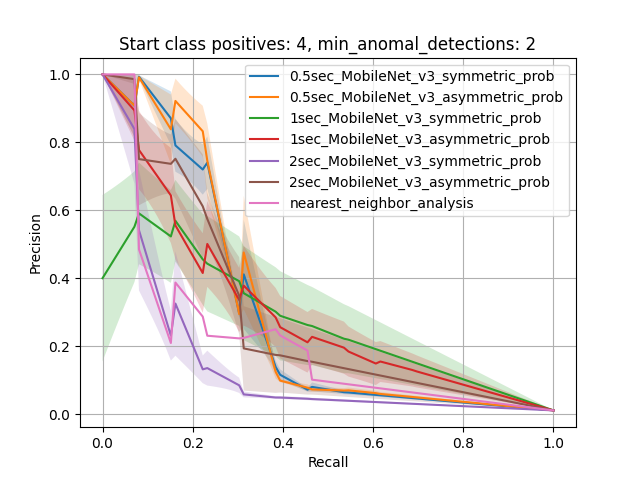 Start class positives: 4, min_anomal_detections: 2
0.5sec_MobileNet_v3_symmetric_prob
0.5sec_MobileNet_v3_asymmetric_prob
1sec_MobileNet_v3_symmetric_prob
1sec_MobileNet_v3_asymmetric_prob
2sec_MobileNet_v3_symmetric_prob
2sec_MobileNet_v3_asymmetric_prob
nearest_neighbor_analysis
Precision
1.0
0.8
0.6
0.4
0.2
0.0
0.0 0.2 0.4 0.6 0.8 1.0
Recall